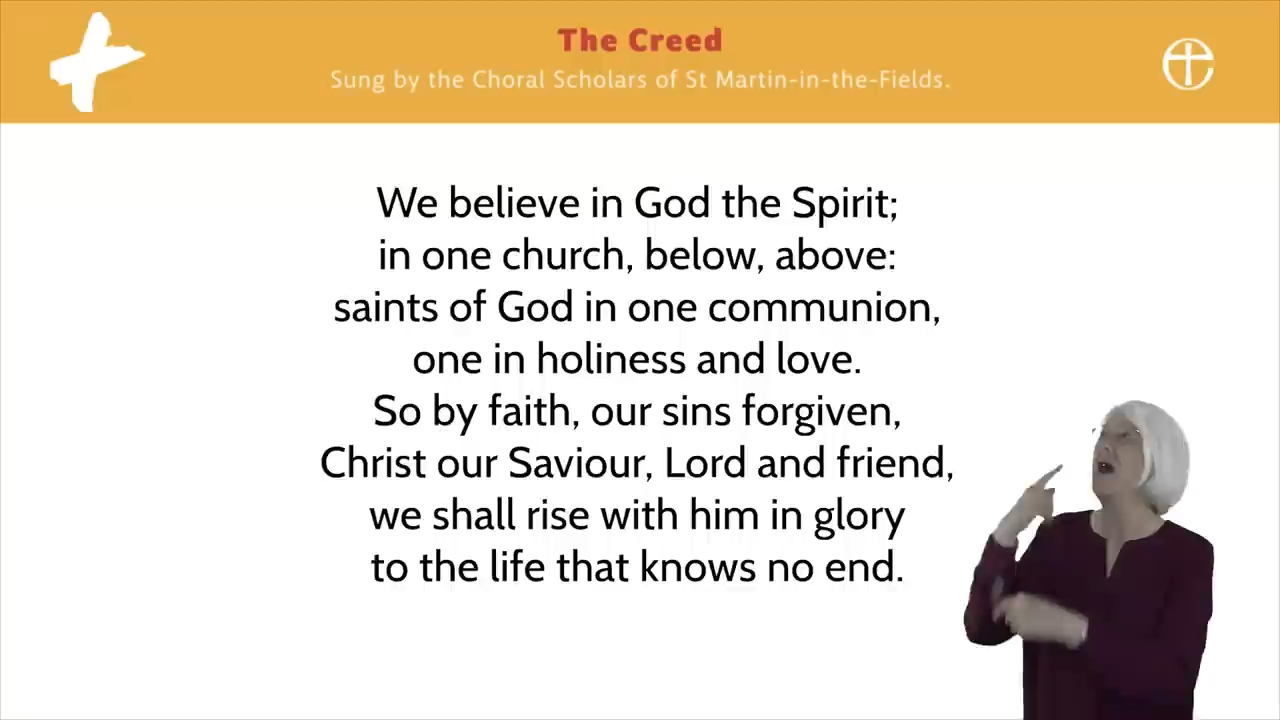 The Creed
Sung by the Choral Scholars of St Martin-in-the-Fields.
We believe in God the Spirit;
in one church, below, above:
saints of God in one communion,
one in holiness and love.
So by faith, our sins forgiven,
Christ our Saviour, Lord and friend,
we shall rise with him in glory
to the life that knows no end.